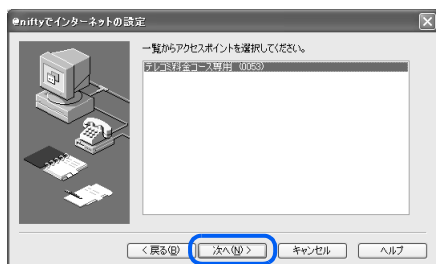 @niftyでインターネットの設定
一覧からアクセスポイントを選択してください。
テレコミ料金コース専用 (0053)
< 戻る(B)
次へ(N) >
キャンセル
ヘルプ